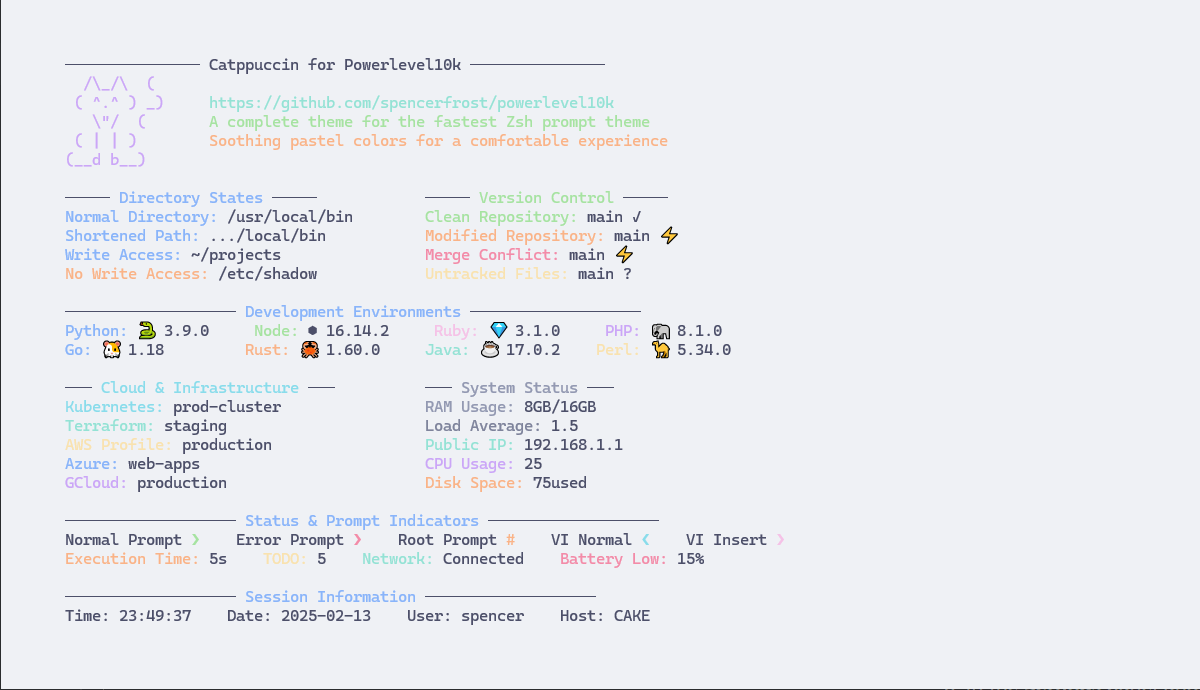 Catppuccin for Powerlevel10k
/\_/\  (
( ^.^ ) _)    https://github.com/spencerfrost/powerlevel10k
\"/  (    A complete theme for the fastest Zsh prompt theme
( | | )    Soothing pastel colors for a comfortable experience
(__d b__)
Directory States    Version Control
Normal Directory: /usr/local/bin    Clean Repository: main ✓
Shortened Path: .../local/bin    Modified Repository: main ⚡
Write Access: ~/projects    Merge Conflict: main ⚡
No Write Access: /etc/shadow    Untracked Files: main ?
Development Environments
Python: 🐍 3.9.0    Node: ⬢ 16.14.2    Ruby: 💎 3.1.0    PHP: 🐘 8.1.0
Go: 🐹 1.18    Rust: 🦀 1.60.0    Java: ☕ 17.0.2    Perl: 🐪 5.34.0
Cloud & Infrastructure    System Status
Kubernetes: prod-cluster    RAM Usage: 8GB/16GB
Terraform: staging    Load Average: 1.5
AWS Profile: production    Public IP: 192.168.1.1
Azure: web-apps    CPU Usage: 25
GCloud: production    Disk Space: 75used
Status & Prompt Indicators
Normal Prompt ❯    Error Prompt ❯    Root Prompt #    VI Normal ❮    VI Insert ❯
Execution Time: 5s    TODO: 5    Network: Connected    Battery Low: 15%
Session Information
Time: 23:49:37    Date: 2025-02-13    User: spencer    Host: CAKE